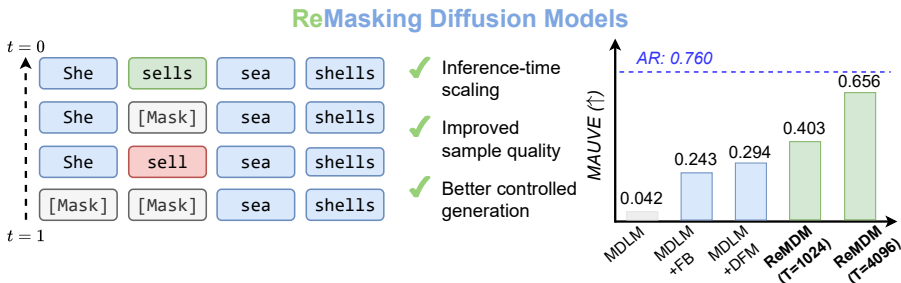 ReMasking Diffusion Models
t = 0
She sells sea shells
She [Mask] sea shells
She sell sea shells
[Mask] [Mask] sea shells
t = 1
Inference-time
scaling
Improved
sample quality
Better controlled
generation
MAUVE (↑)
AR: 0.760
0.042
0.243
0.294
0.403
0.656
MDLM
MDLM
+FB
MDLM
+DFM
ReMDM
(T=1024)
ReMDM
(T=4096)